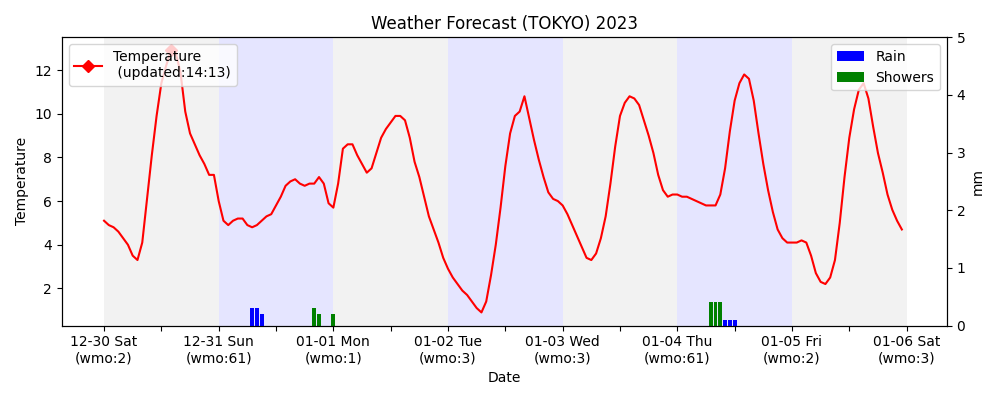 Weather Forecast (TOKYO) 2023
Temperature
(updated:14:13)
Rain
Showers
Temperature
12
10
8
6
4
2
5
4
3
2
1
0
mm
12-30 Sat
(wmo:2)
12-31 Sun
(wmo:61)
01-01 Mon
(wmo:1)
01-02 Tue
(wmo:3)
01-03 Wed
(wmo:3)
01-04 Thu
(wmo:61)
01-05 Fri
(wmo:2)
01-06 Sat
(wmo:3)
Date